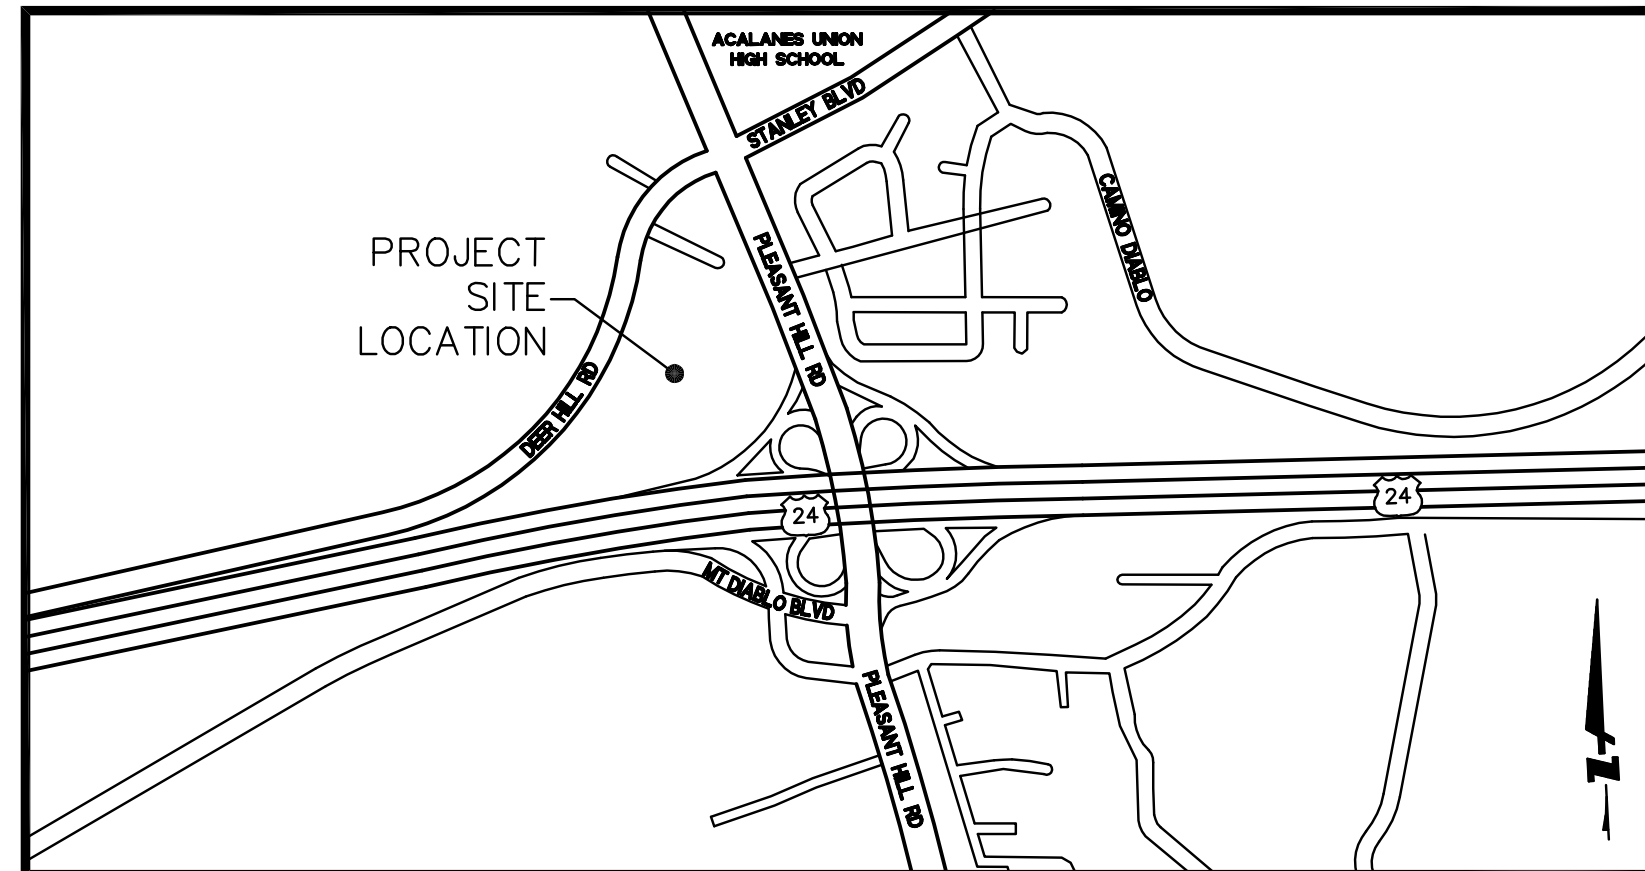 ACALANES UNION
HIGH SCHOOL
STANLEY BLVD
CAMINO DIABLO
PROJECT
SITE
LOCATION
PLEASANT HILL RD
DEER HILL RD
24
24
MT DIABLO BLVD
PLEASANT HILL RD
Z